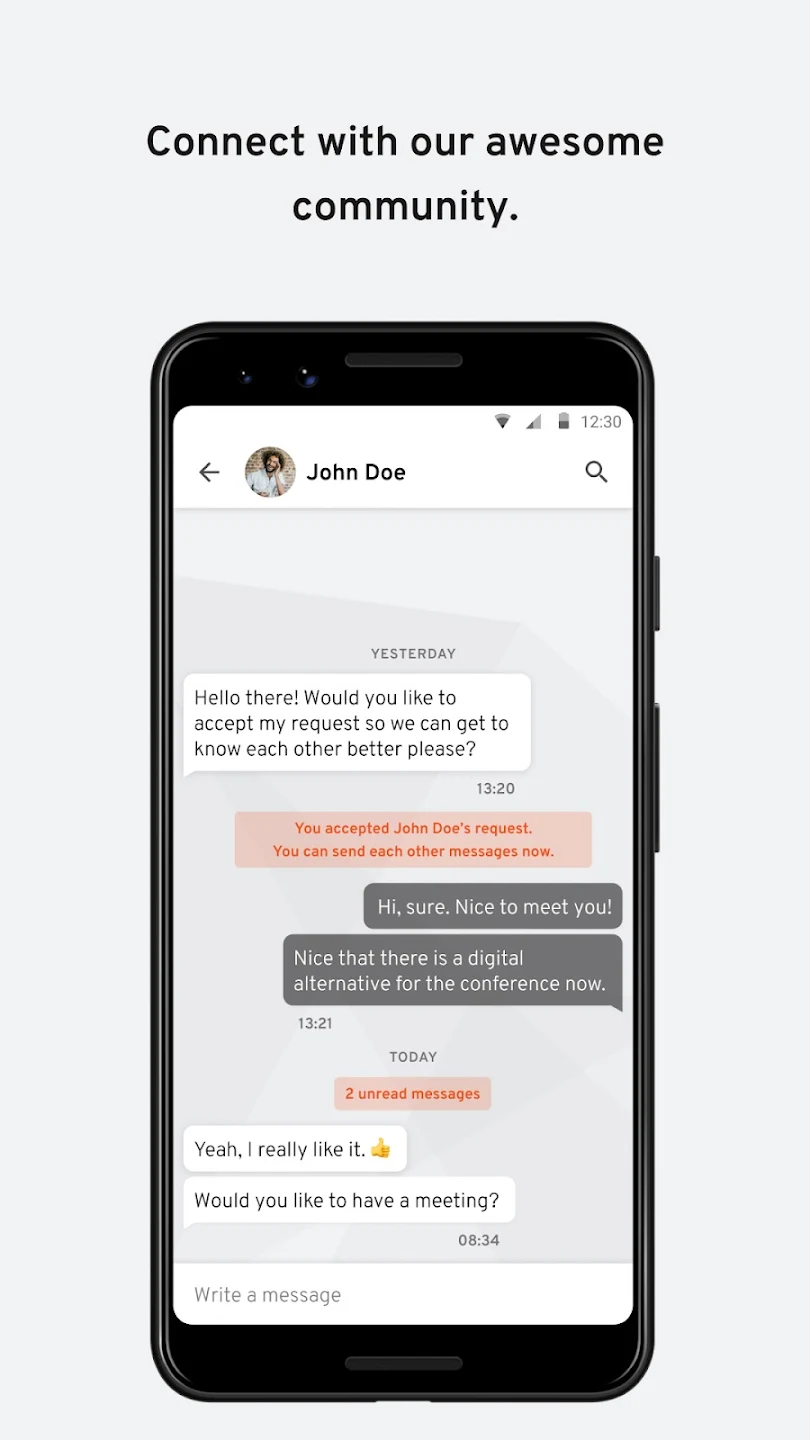 Connect with our awesome
community.
12:30
John Doe
YESTERDAY
Hello there! Would you like to
accept my request so we can get to
know each other better please?
13:20
You accepted John Doe's request.
You can send each other messages now.
Hi, sure. Nice to meet you!
Nice that there is a digital
alternative for the conference now.
13:21
TODAY
2 unread messages
Yeah, I really like it. 👍
Would you like to have a meeting?
08:34
Write a message